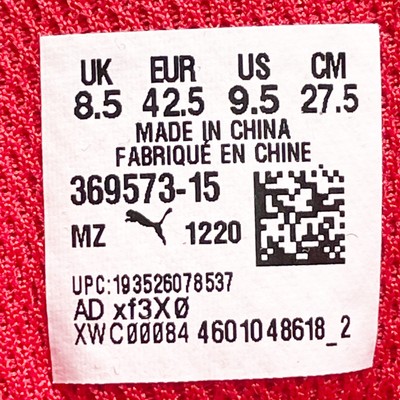 UK EUR US CM
8.5 42.5 9.5 27.5
MADE IN CHINA
FABRIQUÉ EN CHINE
369573-15
MZ 1220
UPC:193526078537
AD xf3X0
XWC00084 4601048618_2